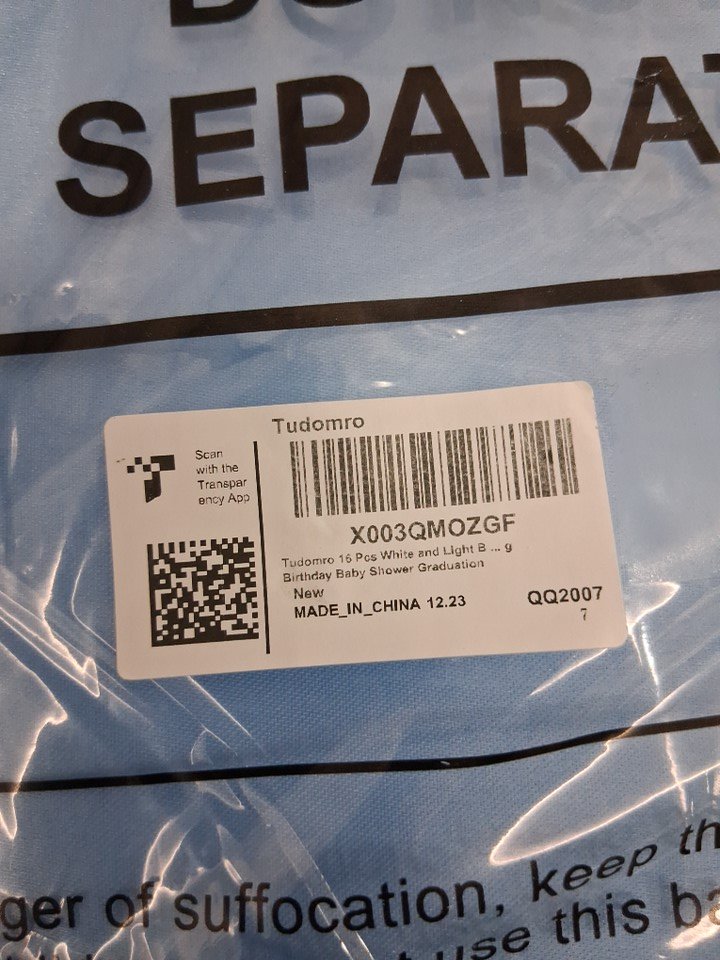 SEPARA
Tudomro
Scan
with the
Transpar
ency App
X003QMOZGF
Tudomro 16 Pcs White and Light B ... g
Birthday Baby Shower Graduation
New
MADE_IN_CHINA 12.23
QQ2007
7
ger of suffocation, keep th
use this ba